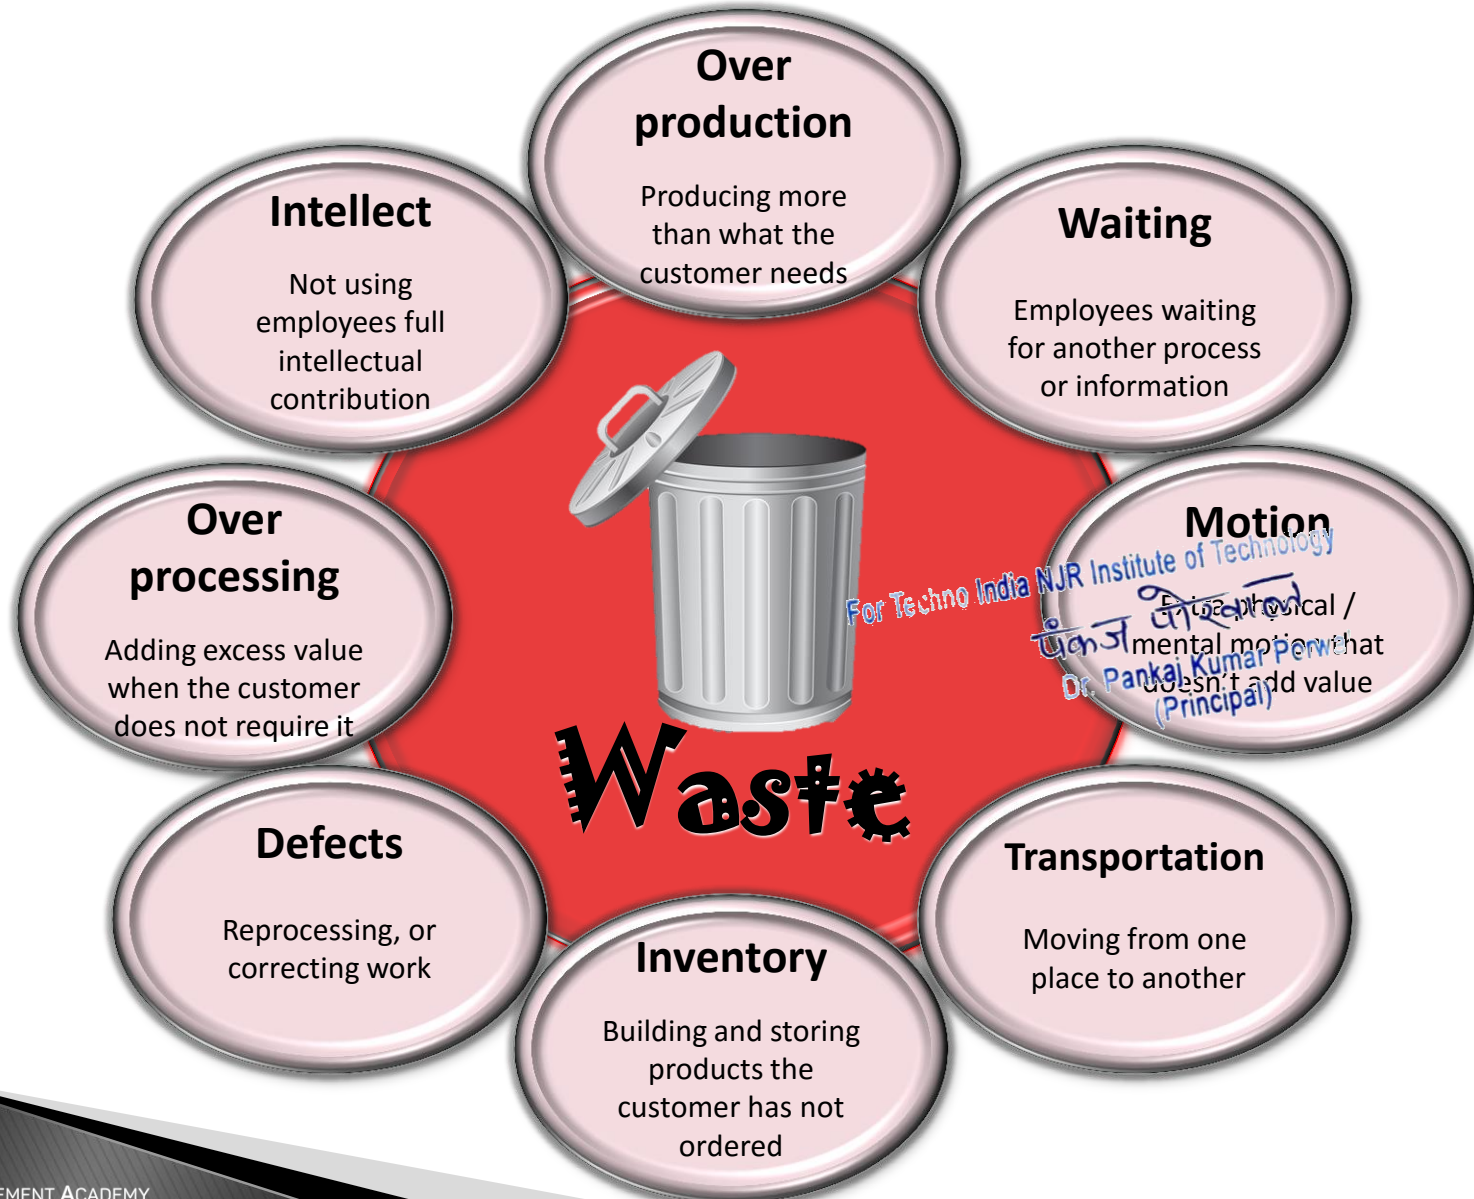 Over
production
Producing more
than what the
customer needs
Waiting
Employees waiting
for another process
or information
Motion
Extra physical /
mental motion that
doesn't add value
Transportation
Moving from one
place to another
Inventory
Building and storing
products the
customer has not
ordered
Defects
Reprocessing, or
correcting work
Over
processing
Adding excess value
when the customer
does not require it
Intellect
Not using
employees full
intellectual
contribution
Waste
For Techno India NJR Institute of Technology
पंकज पोरवाल
Dr. Pankaj Kumar Porwal
(Principal)
ACADEMY